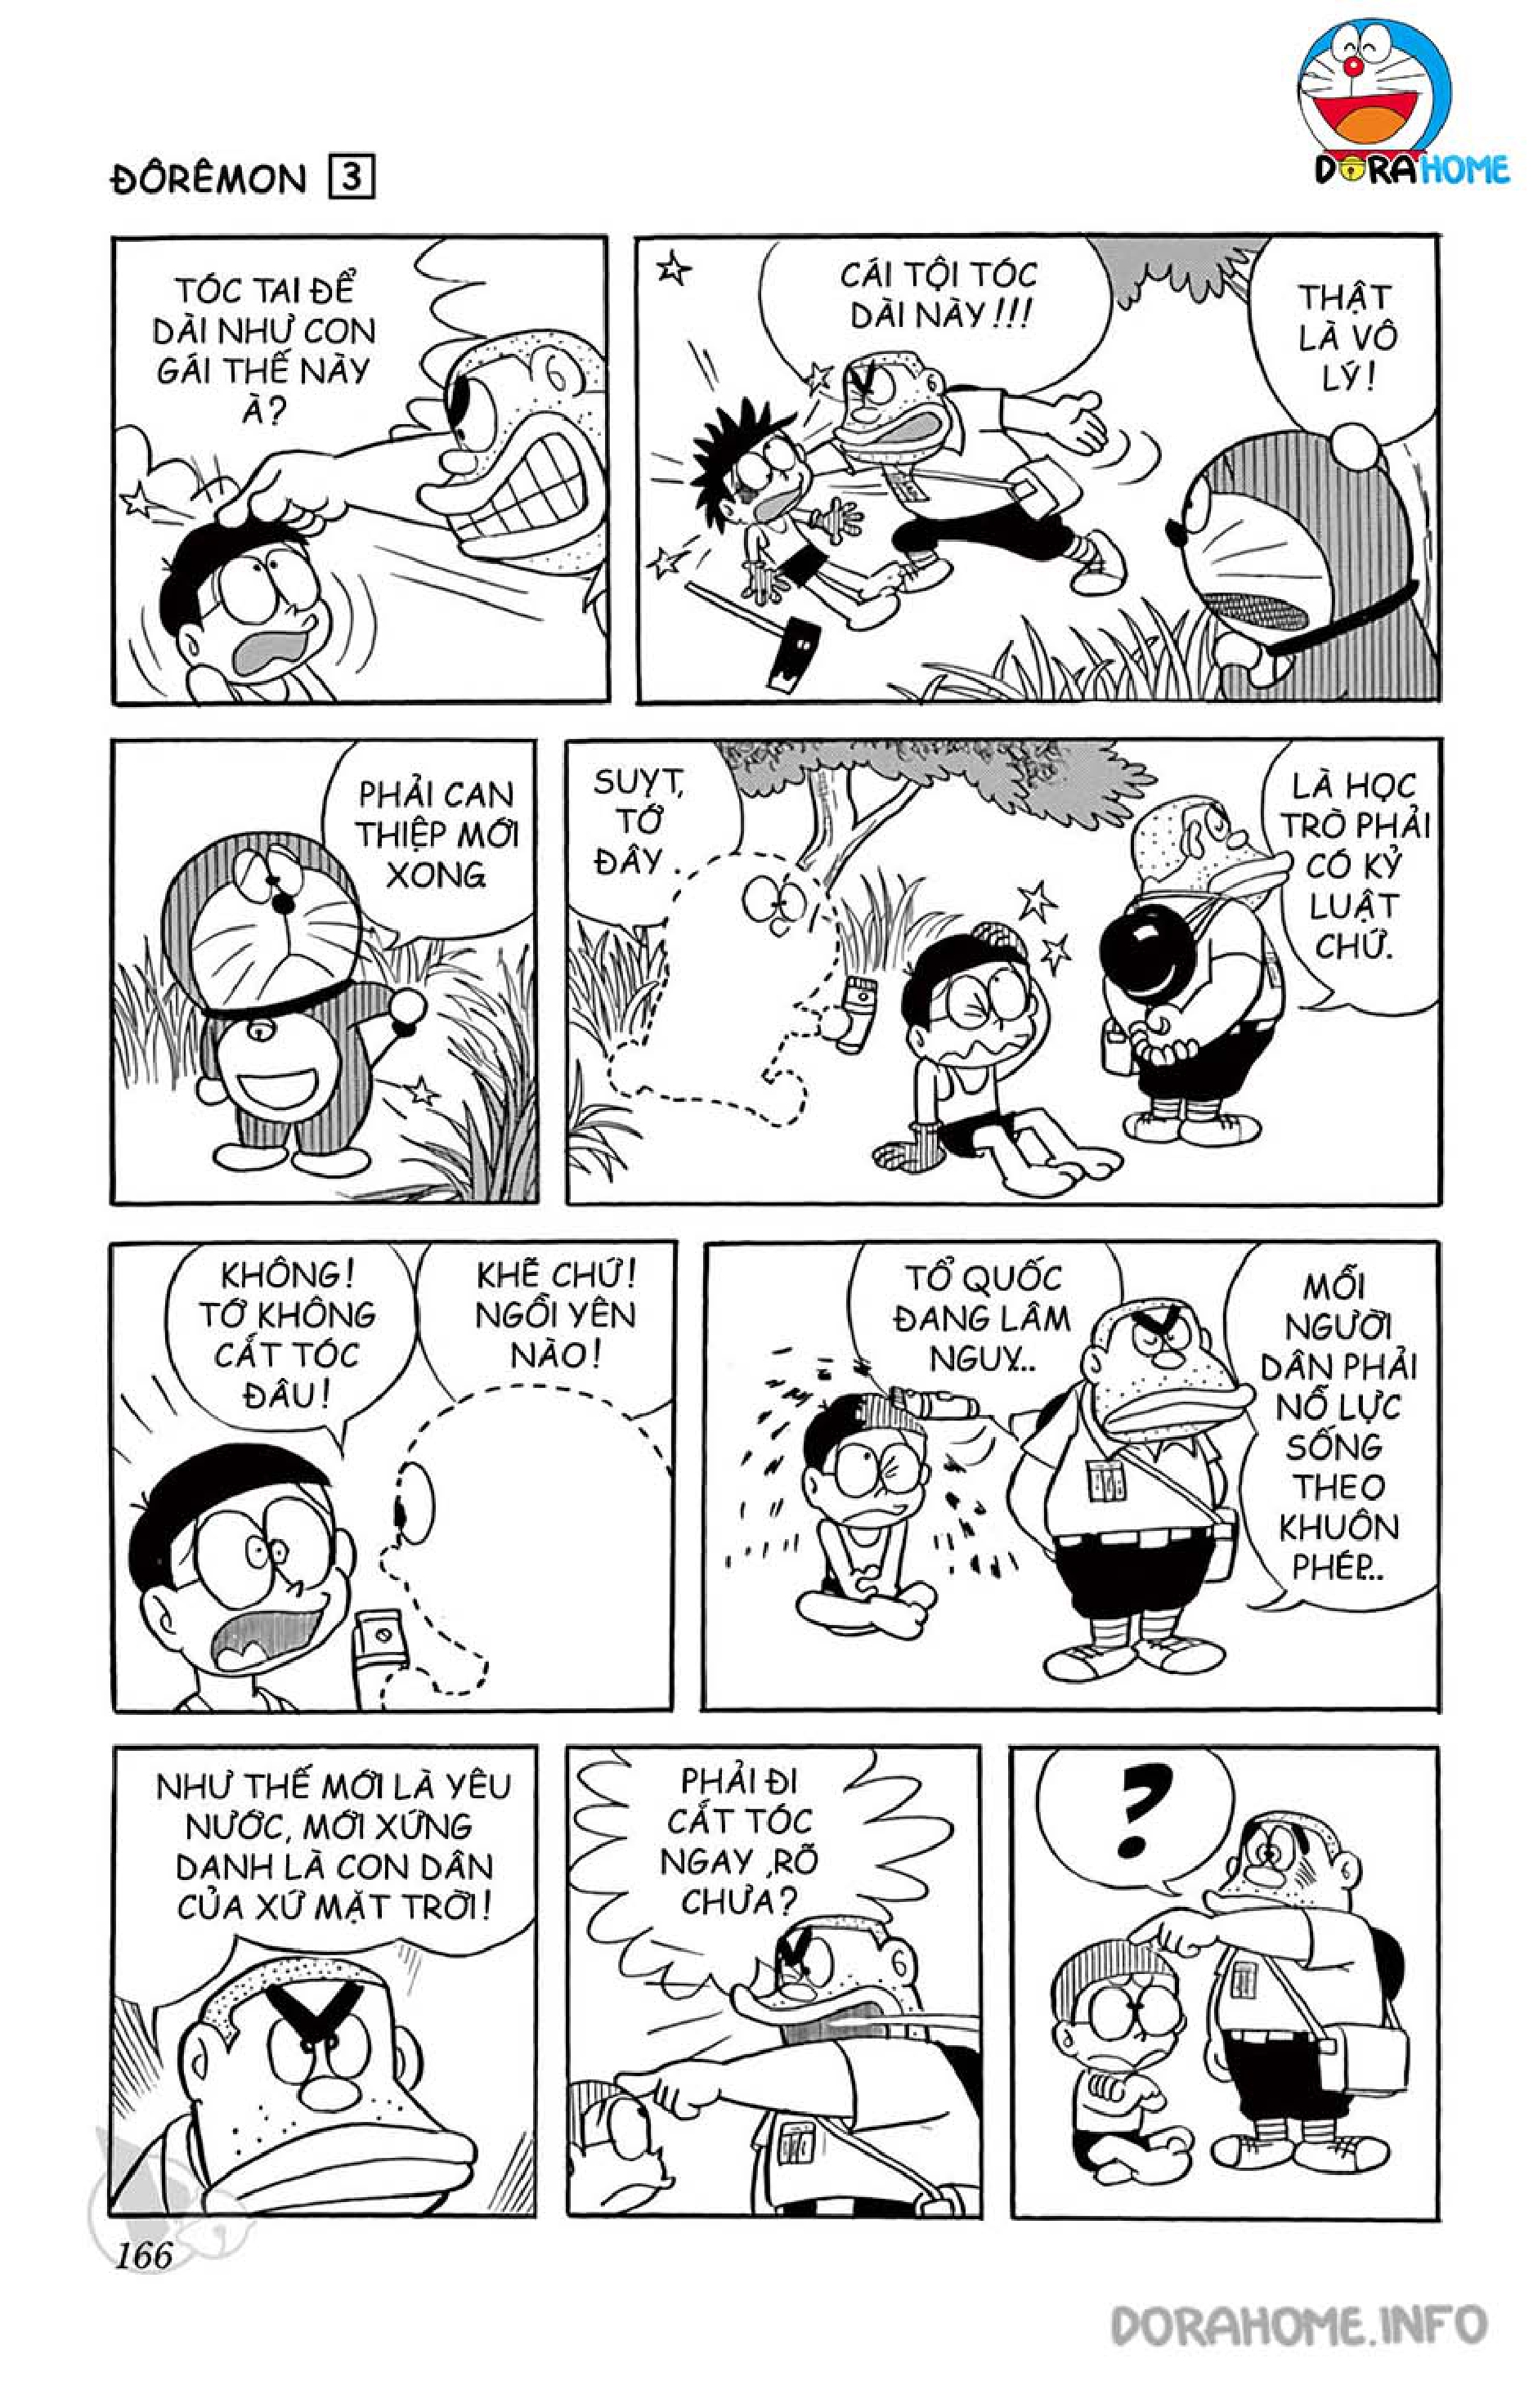 DORAHOME
ĐÔRÊMON 3
TÓC TAI ĐỂ
DÀI NHƯ CON
GÁI THẾ NÀY
À?
CÁI TỘI TÓC
DÀI NÀY!!!
THẬT
LÀ VÔ
LÝ!
PHẢI CAN
THIỆP MỚI
XONG
SUỴT,
TỚ
ĐÂY.
LÀ HỌC
TRÒ PHẢI
CÓ KỶ
LUẬT
CHỨ.
KHÔNG!
TỚ KHÔNG
CẮT TÓC
ĐÂU!
KHẼ CHỨ!
NGỒI YÊN
NÀO!
TỔ QUỐC
ĐANG LÂM
NGUY...
MỖI
NGƯỜI
DÂN PHẢI
NỖ LỰC
SỐNG
THEO
KHUÔN
PHÉP...
NHƯ THẾ MỚI LÀ YÊU
NƯỚC, MỚI XỨNG
DANH LÀ CON DÂN
CỦA XỨ MẶT TRỜI!
PHẢI ĐI
CẮT TÓC
NGAY ,RÕ
CHƯA?
?
166
DORAHOME.INFO